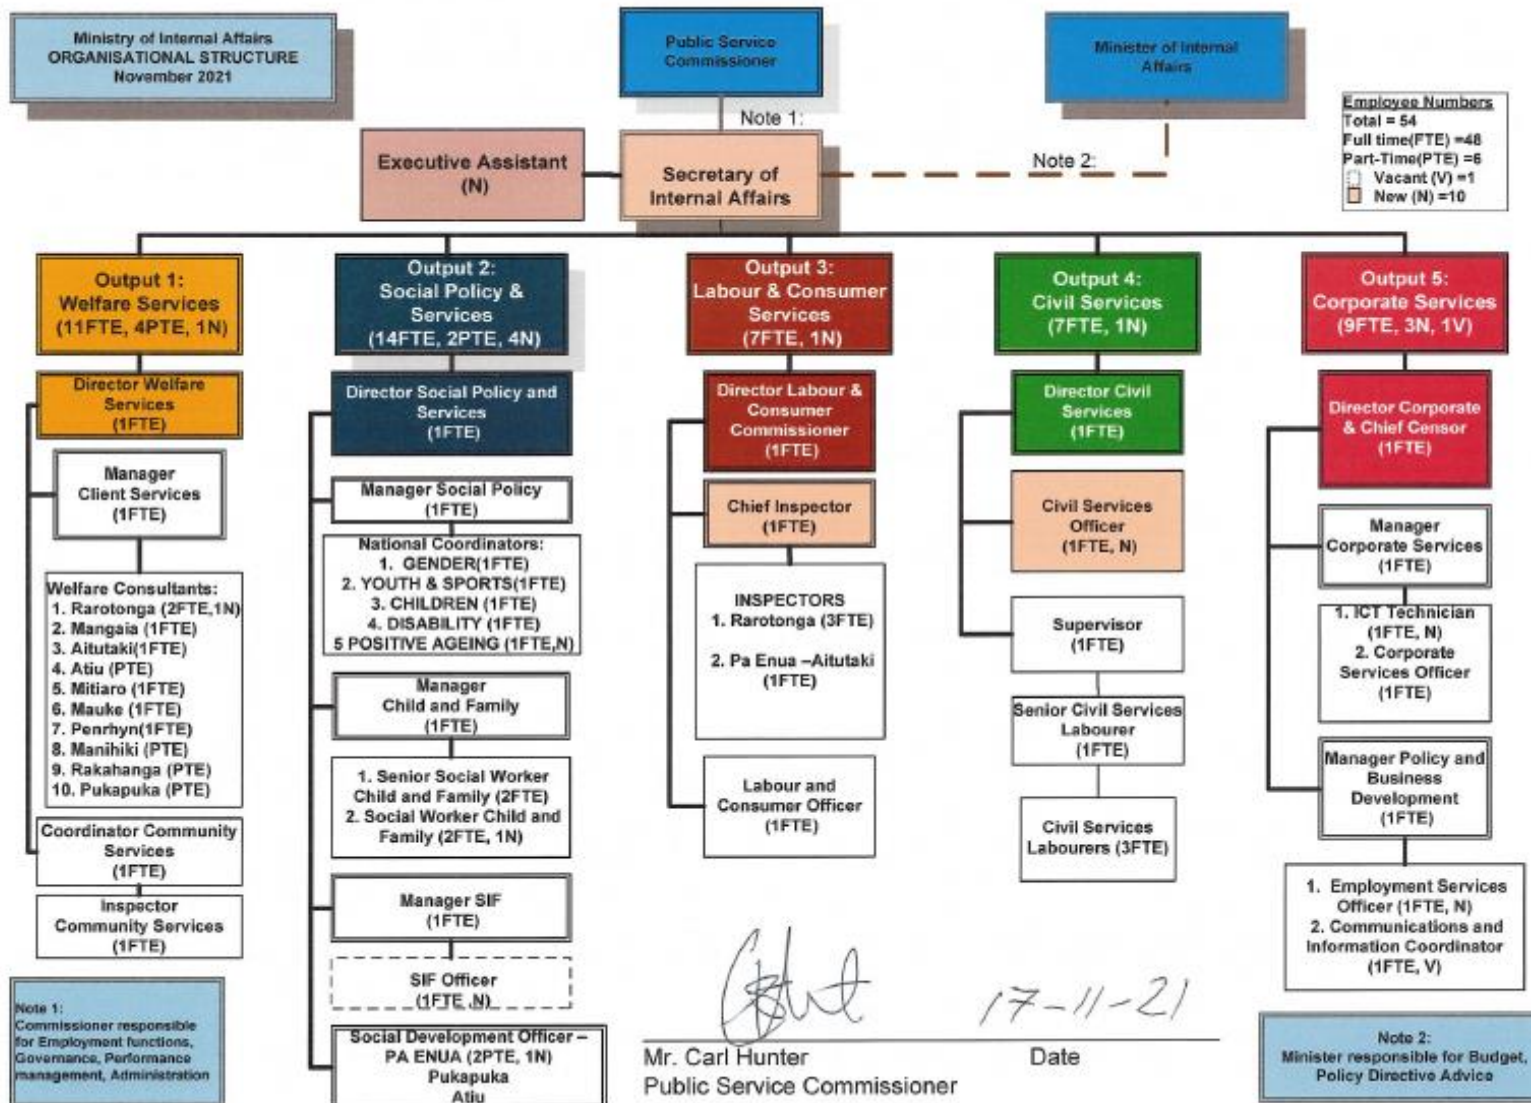 Ministry of Internal Affairs
ORGANISATIONAL STRUCTURE
November 2021
Public Service
Commissioner
Minister of Internal
Affairs
Note 1:
Note 2:
Employee Numbers
Total = 54
Full time(FTE) =48
Part-Time(PTE) =6
Vacant (V) =1
New (N) =10
Executive Assistant
(N)
Secretary of
Internal Affairs
Output 1:
Welfare Services
(11FTE, 4PTE, 1N)
Director Welfare
Services
(1FTE)
Manager
Client Services
(1FTE)
Welfare Consultants:
1. Rarotonga (2FTE,1N)
2. Mangaia (1FTE)
3. Aitutaki(1FTE)
4. Atiu (PTE)
5. Mitiaro (1FTE)
6. Mauke (1FTE)
7. Penrhyn(1FTE)
8. Manihiki (PTE)
9. Rakahanga (PTE)
10. Pukapuka (PTE)
Coordinator Community
Services
(1FTE)
Inspector
Community Services
(1FTE)
Output 2:
Social Policy &
Services
(14FTE, 2PTE, 4N)
Director Social Policy and
Services
(1FTE)
Manager Social Policy
(1FTE)
National Coordinators:
1. GENDER(1FTE)
2. YOUTH & SPORTS(1FTE)
3. CHILDREN (1FTE)
4. DISABILITY (1FTE)
5 POSITIVE AGEING (1FTE,N)
Manager
Child and Family
(1FTE)
1. Senior Social Worker
Child and Family (2FTE)
2. Social Worker Child and
Family (2FTE, 1N)
Manager SIF
(1FTE)
SIF Officer
(1FTE ,N)
Social Development Officer –
PA ENUA (2PTE, 1N)
Pukapuka
Atiu
Output 3:
Labour & Consumer
Services
(7FTE, 1N)
Director Labour &
Consumer
Commissioner
(1FTE)
Chief Inspector
(1FTE)
INSPECTORS
1. Rarotonga (3FTE)
2. Pa Enua –Aitutaki
(1FTE)
Labour and
Consumer Officer
(1FTE)
Output 4:
Civil Services
(7FTE, 1N)
Director Civil
Services
(1FTE)
Civil Services
Officer
(1FTE, N)
Supervisor
(1FTE)
Senior Civil Services
Labourer
(1FTE)
Civil Services
Labourers (3FTE)
Output 5:
Corporate Services
(9FTE, 3N, 1V)
Director Corporate
& Chief Censor
(1FTE)
Manager
Corporate Services
(1FTE)
1. ICT Technician
(1FTE, N)
2. Corporate
Services Officer
(1FTE)
Manager Policy and
Business
Development
(1FTE)
1. Employment Services
Officer (1FTE, N)
2. Communications and
Information Coordinator
(1FTE, V)
Note 1:
Commissioner responsible
for Employment functions,
Governance, Performance
management, Administration
17-11-21
Mr. Carl Hunter
Public Service Commissioner
Date
Note 2:
Minister responsible for Budget,
Policy Directive Advice